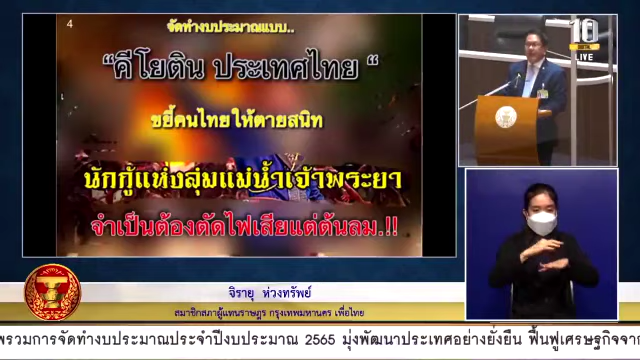 4
จัดทำงบประมาณแบบ..
“คีโยติน ประเทศไทย “
ขยี้คนไทยให้ตายสนิท
นักกู้แห่งลุ่มแม่น้ำเจ้าพระยา
จำเป็นต้องตัดไฟเสียแต่ต้นลม.!!
10
DIGITAL
LIVE
จิรายุ ห่วงทรัพย์
สมาชิกสภาผู้แทนราษฎร กรุงเทพมหานคร เพื่อไทย
พรวมการจัดทำงบประมาณประจำปีงบประมาณ 2565 มุ่งพัฒนาประเทศอย่างยั่งยืน ฟื้นฟูเศรษฐกิจจาก